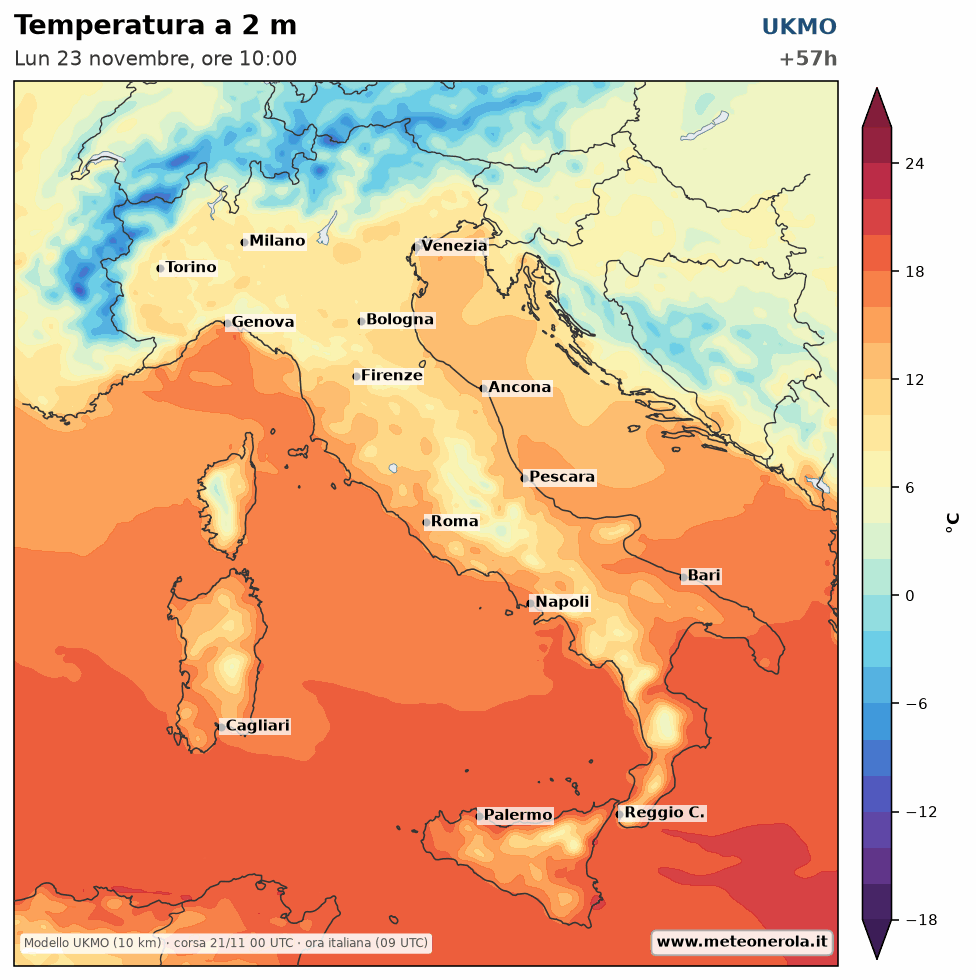 Temperatura a 2 m
UKMO
Lun 23 novembre, ore 10:00
+57h
Milano
Venezia
Torino
Genova
Bologna
Firenze
Ancona
Pescara
Roma
Bari
Napoli
Cagliari
Palermo
Reggio C.
24
18
12
6
0
−6
−12
−18
°C
Modello UKMO (10 km) · corsa 21/11 00 UTC · ora italiana (09 UTC)
www.meteonerola.it